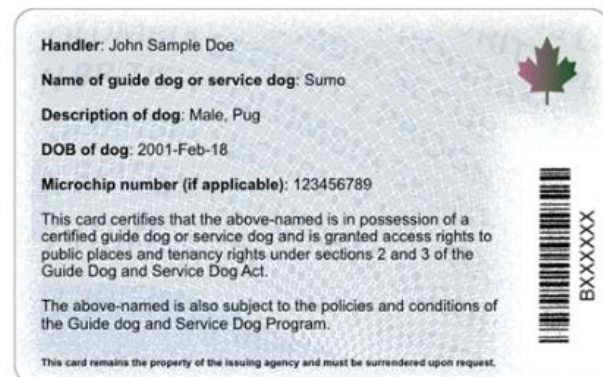 Handler: John Sample Doe
Name of guide dog or service dog: Sumo
Description of dog: Male, Pug
DOB of dog: 2001-Feb-18
Microchip number (if applicable): 123456789
This card certifies that the above-named is in possession of a
certified guide dog or service dog and is granted access rights to
public places and tenancy rights under sections 2 and 3 of the
Guide Dog and Service Dog Act.
The above-named is also subject to the policies and conditions of
the Guide dog and Service Dog Program.
This card remains the property of the issuing agency and must be surrendered upon request.
BXXXXXX